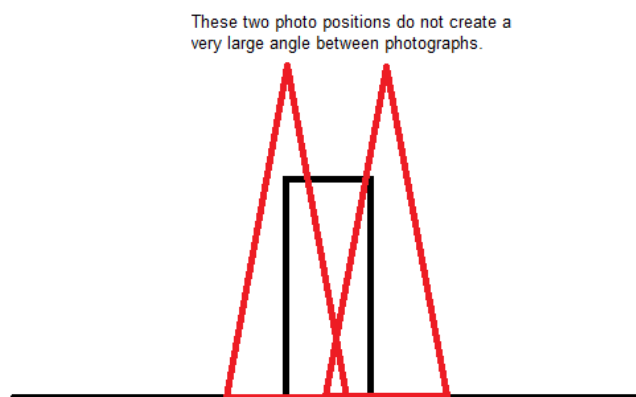 These two photo positions do not create a
very large angle between photographs.